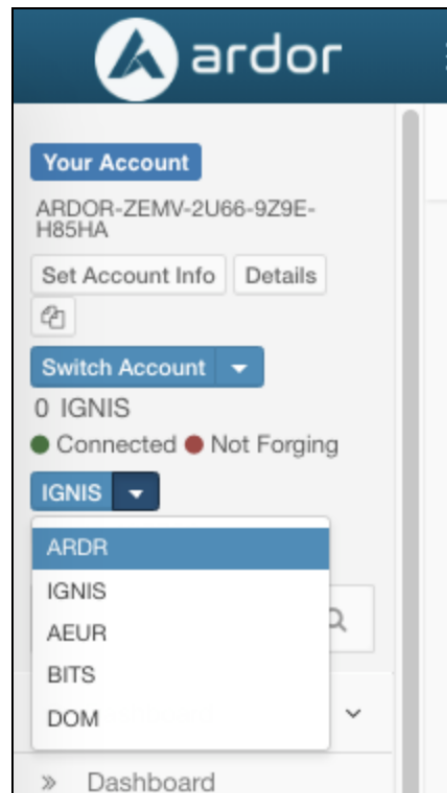 ardor
Your Account
ARDOR-ZEMV-2U66-9Z9E-
H85HA
Set Account Info Details
Switch Account
0 IGNIS
Connected Not Forging
IGNIS
ARDR
IGNIS
AEUR
BITS
DOM
» Dashboard